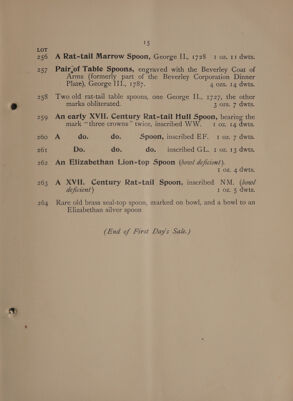 15
LOT
256 A Rat-tail Marrow Spoon, George II., 1728 1 oz. 11 dwts.
257 Pair of Table Spoons, engraved with the Beverley Coat of
Arms (formerly part of the Beverley Corporation Dinner
Plate), George III., 1787. 4 ozs. 14 dwts.
258 Two old rat-tail table spoons, one George II., 1727, the other
marks obliterated. 3 ozs. 7 dwts.
259 An early XVII. Century Rat-tail Hull Spoon, bearing the
mark "three crowns" twice, inscribed W W. 1 oz. 14 dwts.
260 A do. do. Spoon, inscribed E F. 1 oz. 7 dwts.
261 Do. do. do. inscribed G L. 1 oz. 13 dwts.
262 An Elizabethan Lion-top Spoon (bowl deficient).
1 oz. 4 dwts.
263 A XVII. Century Rat-tail Spoon, inscribed N M. (bowl
deficient) 1 oz. 5 dwts.
264 Rare old brass seal-top spoon, marked on bowl, and a bowl to an
Elizabethan silver spoon
(End of First Day's Sale.)